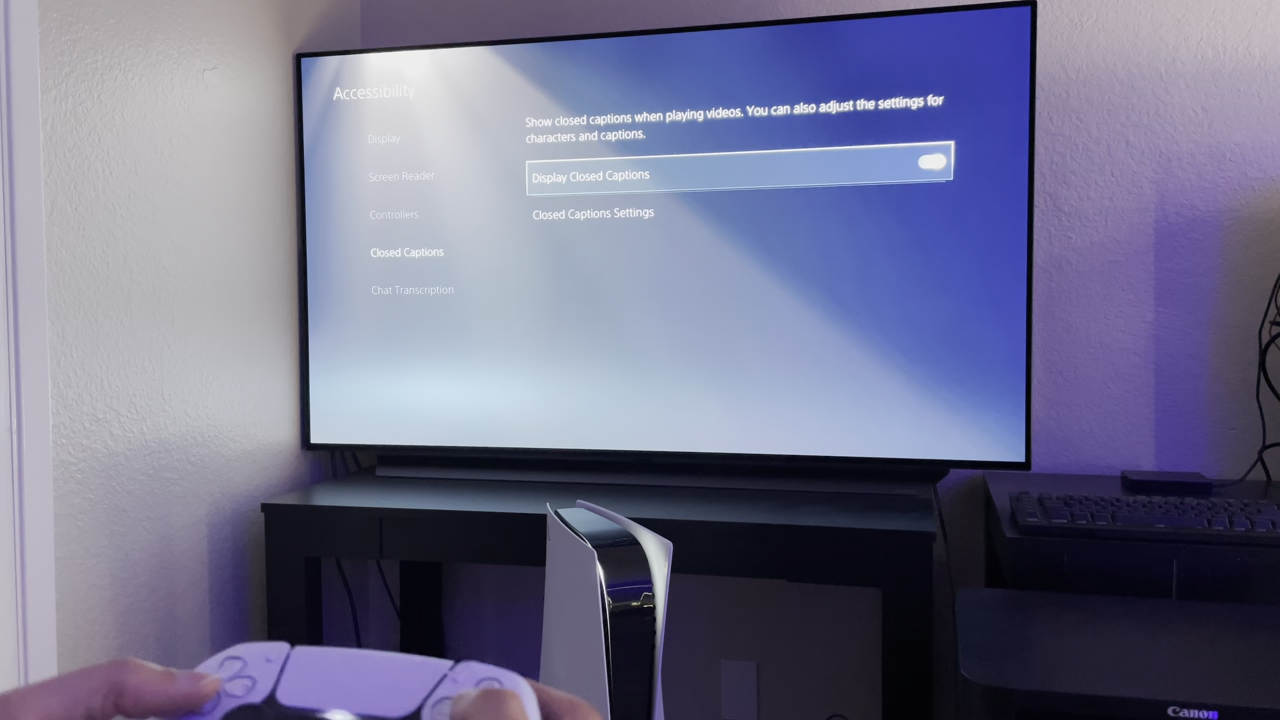 Accessibility
Display
Screen Reader
Controllers
Closed Captions
Chat Transcription
Show closed captions when playing videos. You can also adjust the settings for
characters and captions.
Display Closed Captions
Closed Captions Settings
Canon